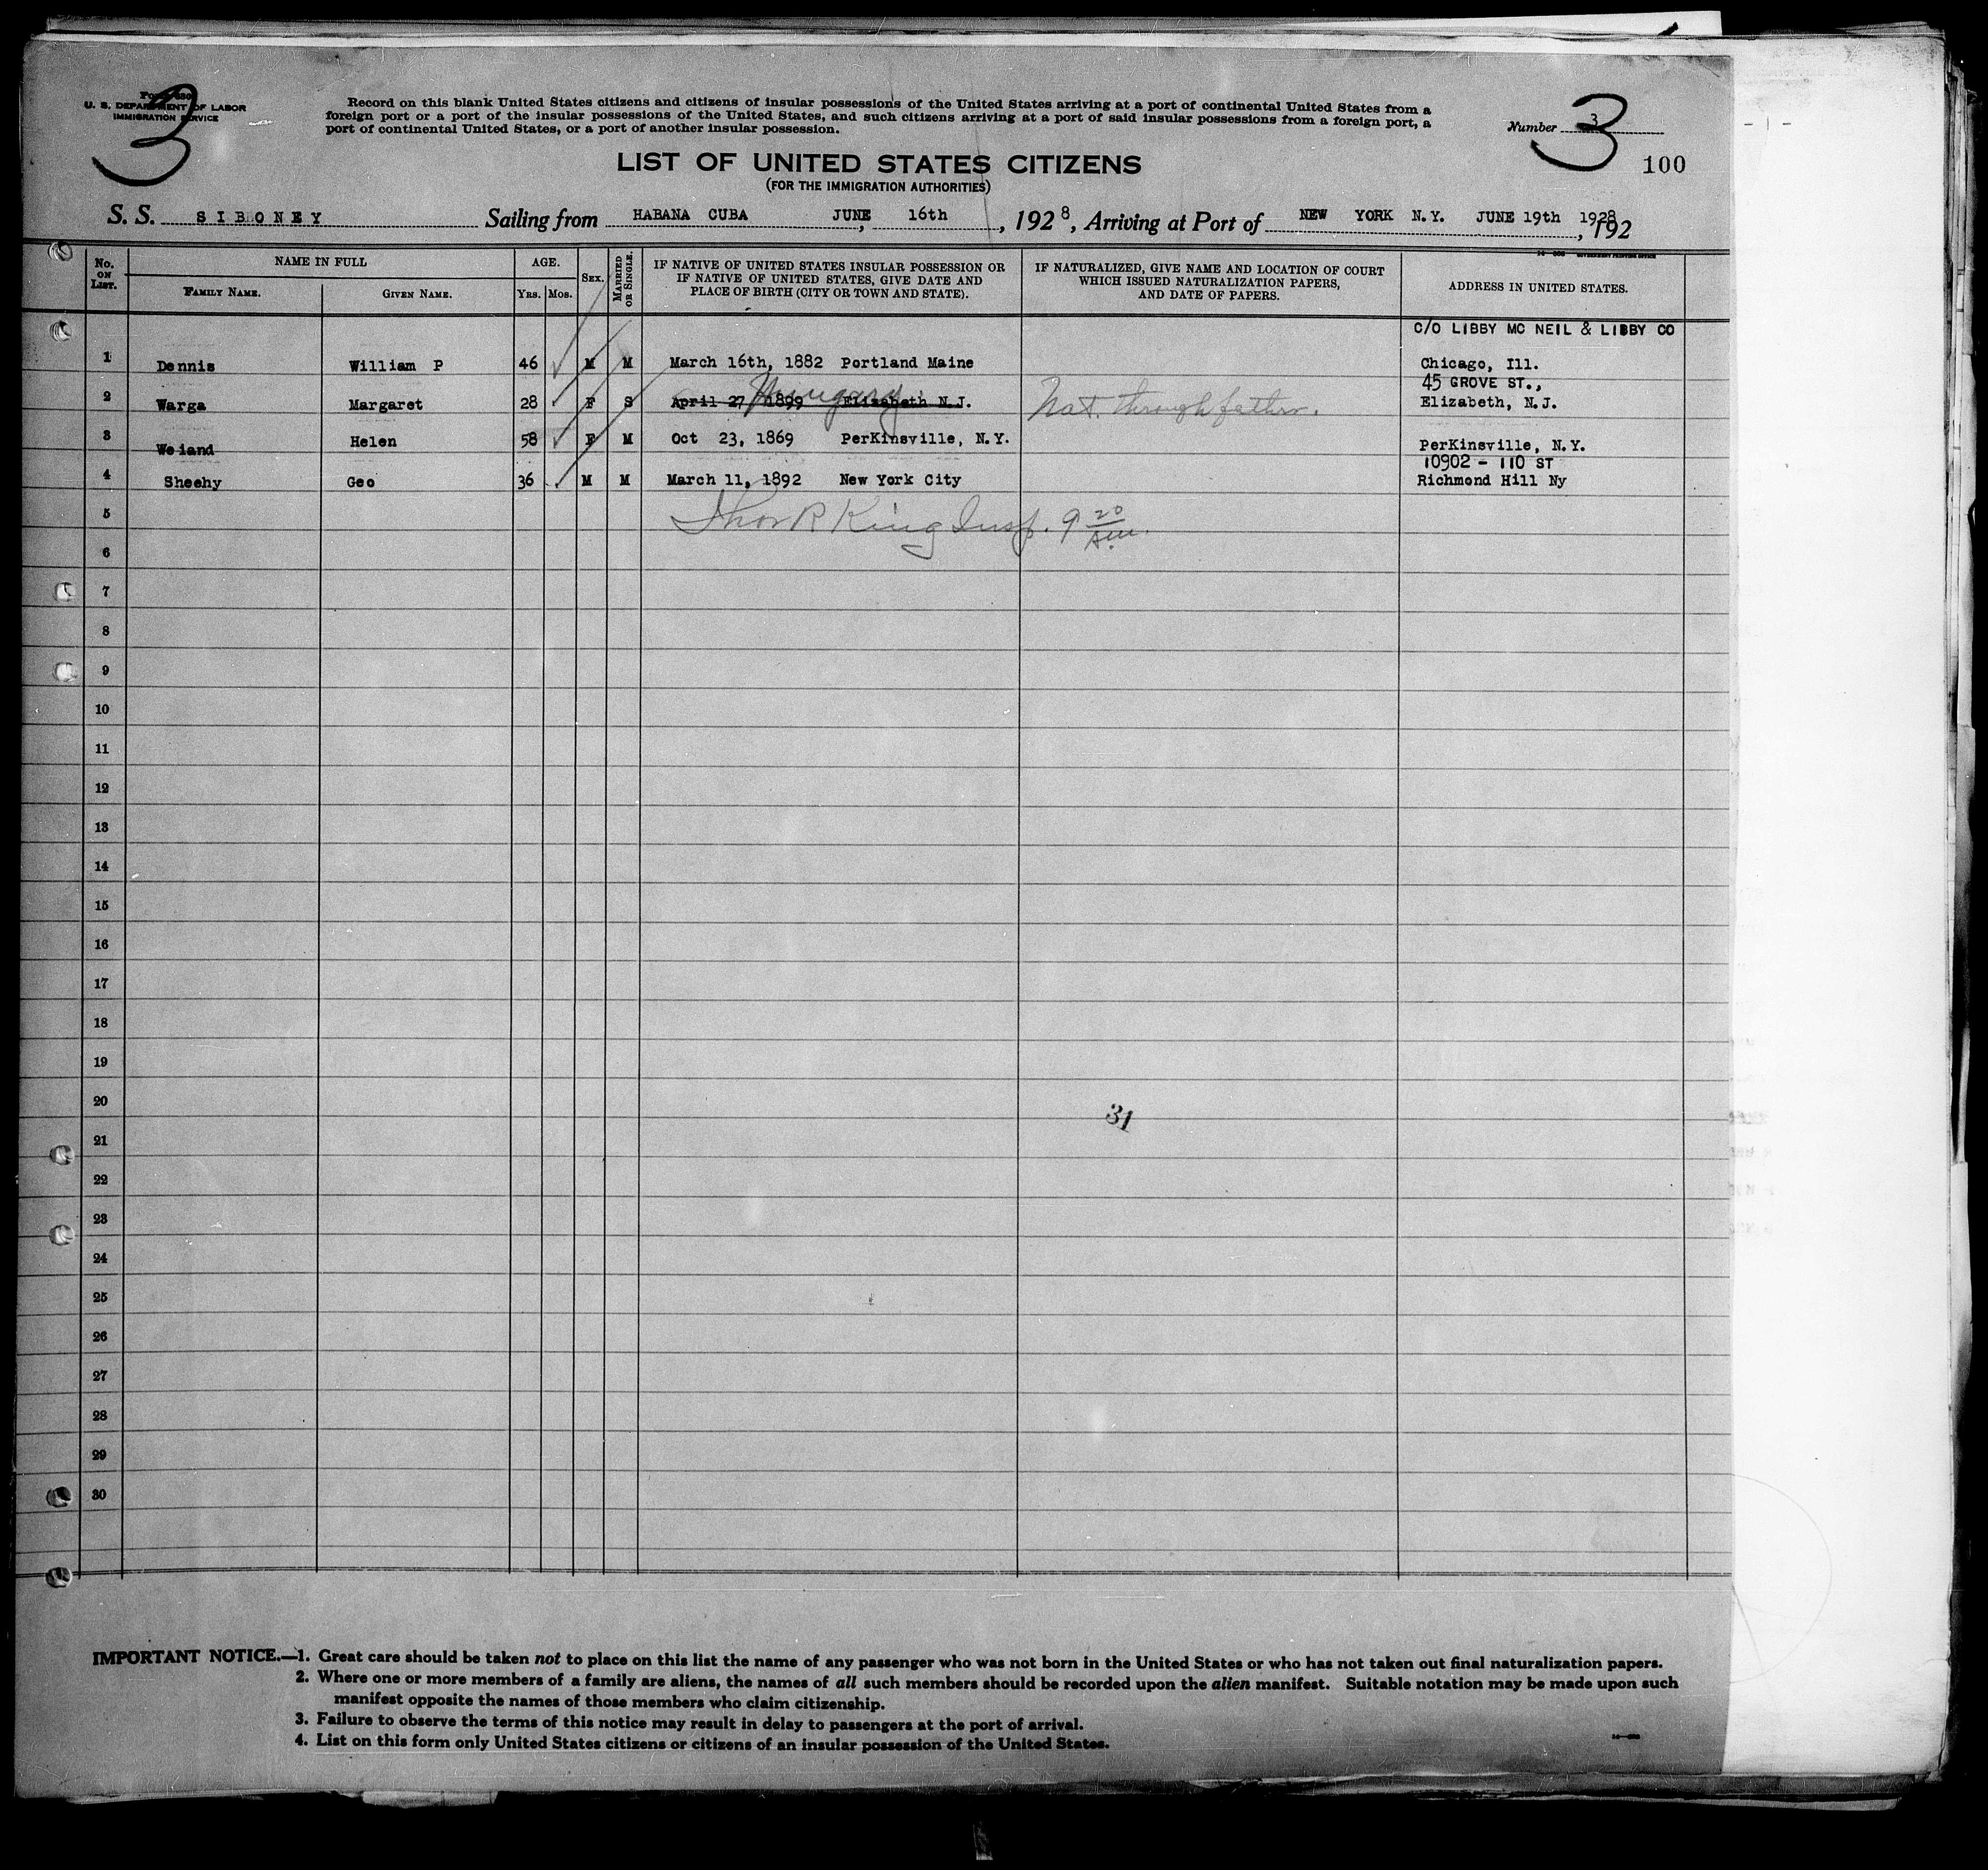 3
Form 630
U. S. DEPARTMENT OF LABOR
IMMIGRATION SERVICE
Record on this blank United States citizens and citizens of insular possessions of the United States arriving at a port of continental United States from a
foreign port or a port of the insular possessions of the United States, and such citizens arriving at a port of said insular possessions from a foreign port, a
port of continental United States, or a port of another insular possession.
Number 3
3
100
LIST OF UNITED STATES CITIZENS
(FOR THE IMMIGRATION AUTHORITIES)
S. S. SIBONEY Sailing from HABANA CUBA JUNE 16th, 1928, Arriving at Port of NEW YORK N.Y. JUNE 19th 1928, 192
No. ON LIST. NAME IN FULL AGE. SEX. MARRIED OR SINGLE. IF NATIVE OF UNITED STATES INSULAR POSSESSION OR IF NATIVE OF UNITED STATES, GIVE DATE AND PLACE OF BIRTH (CITY OR TOWN AND STATE). IF NATURALIZED, GIVE NAME AND LOCATION OF COURT WHICH ISSUED NATURALIZATION PAPERS, AND DATE OF PAPERS. ADDRESS IN UNITED STATES.
FAMILY NAME. GIVEN NAME. YRS. MOS.
C/O LIBBY MC NEIL & LIBBY CO
1 Dennis William P 46 M M March 16th, 1882 Portland Maine Chicago, Ill.
Hungary 45 GROVE ST.,
2 Warga Margaret 28 F S April 27, 1899 Elizabeth N.J. Nat. through father. Elizabeth, N.J.
3 Weiand Helen 58 F M Oct 23, 1869 PerKinsville, N.Y. PerKinsville, N.Y.
10902 - 110 ST
4 Sheehy Geo 36 M M March 11, 1892 New York City Richmond Hill Ny
5 Thos R King Insp. 9 20 Am.
6
7
8
9
10
11
12
13
14
15
16
17
18
19
20
31
21
22
23
24
25
26
27
28
29
30
IMPORTANT NOTICE.—1. Great care should be taken not to place on this list the name of any passenger who was not born in the United States or who has not taken out final naturalization papers.
2. Where one or more members of a family are aliens, the names of all such members should be recorded upon the alien manifest. Suitable notation may be made upon such
manifest opposite the names of those members who claim citizenship.
3. Failure to observe the terms of this notice may result in delay to passengers at the port of arrival.
4. List on this form only United States citizens or citizens of an insular possession of the United States.